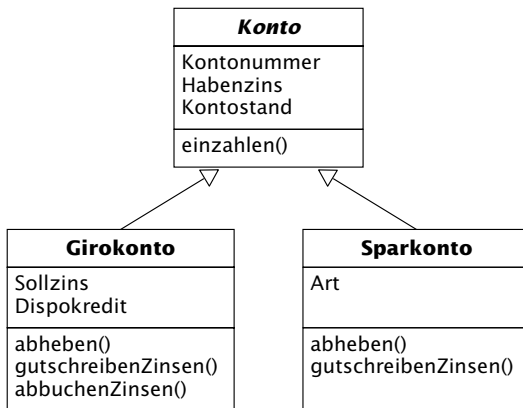 Konto
Kontonummer
Habenzins
Kontostand
einzahlen()
Girokonto
Sollzins
Dispokredit
abheben()
gutschreibenZinsen()
abbuchenZinsen()
Sparkonto
Art
abheben()
gutschreibenZinsen()